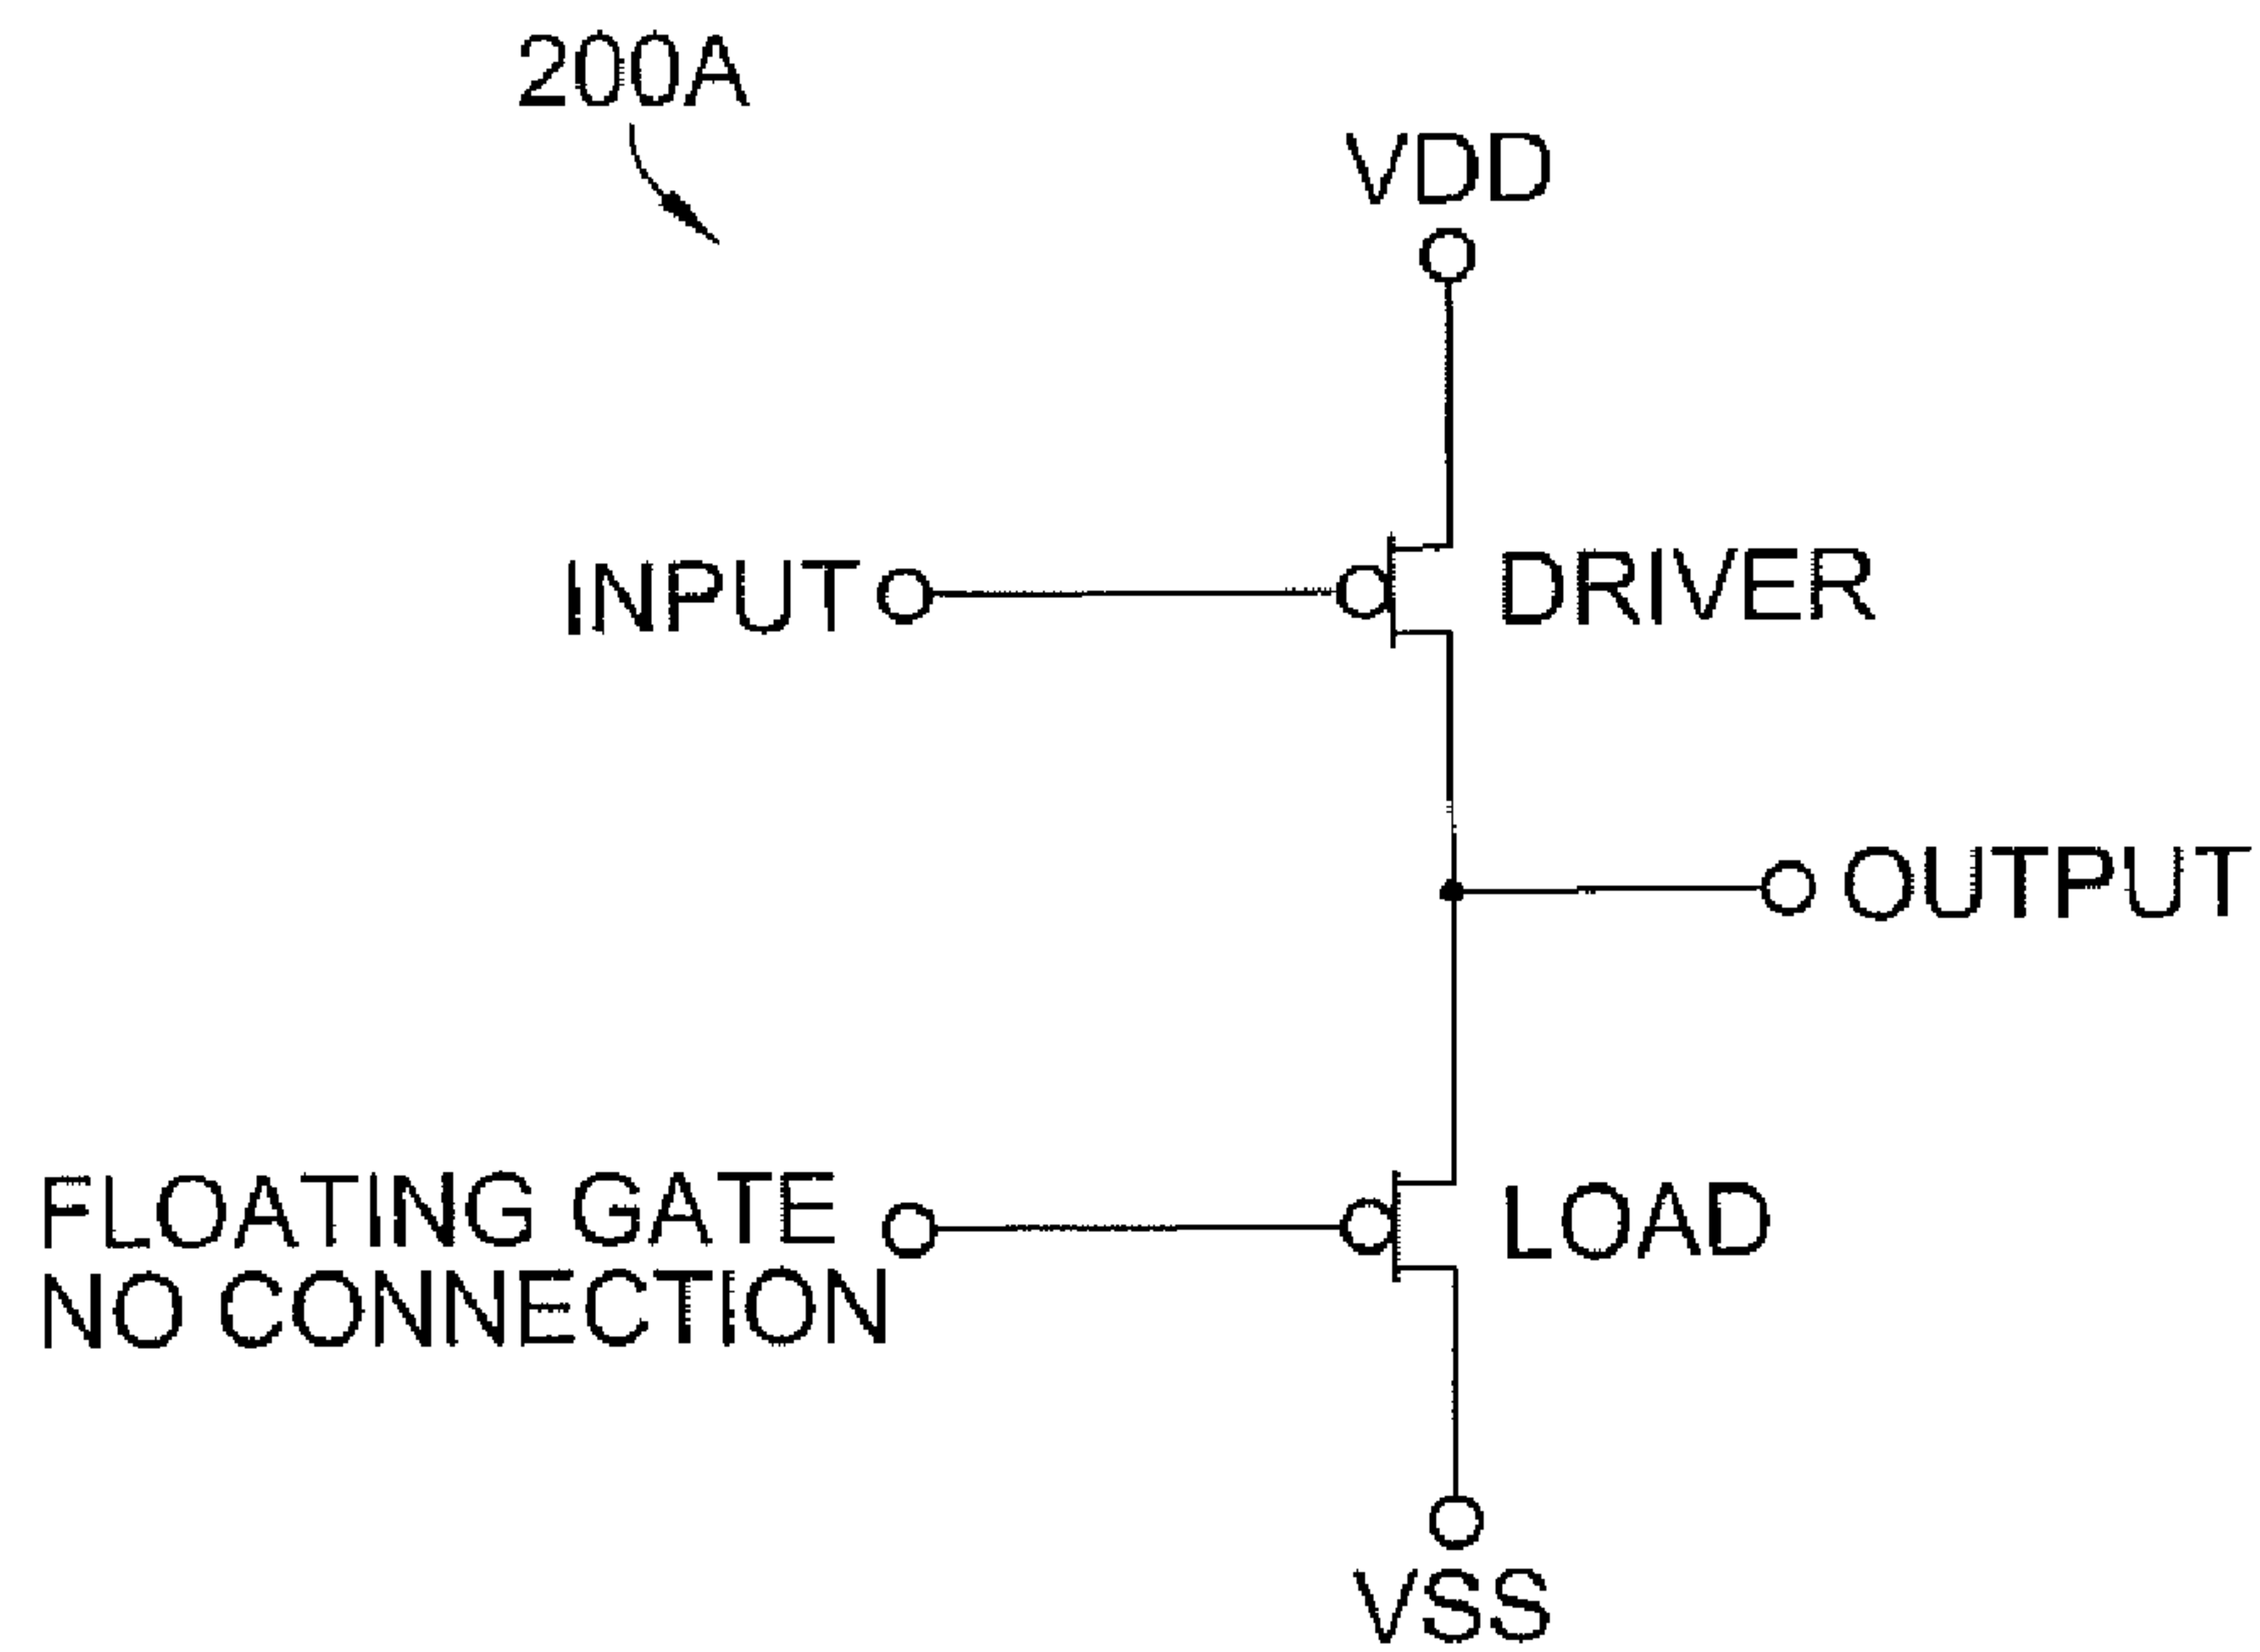 200A
VDD
INPUT
DRIVER
OUTPUT
FLOATING GATE
NO CONNECTION
LOAD
VSS